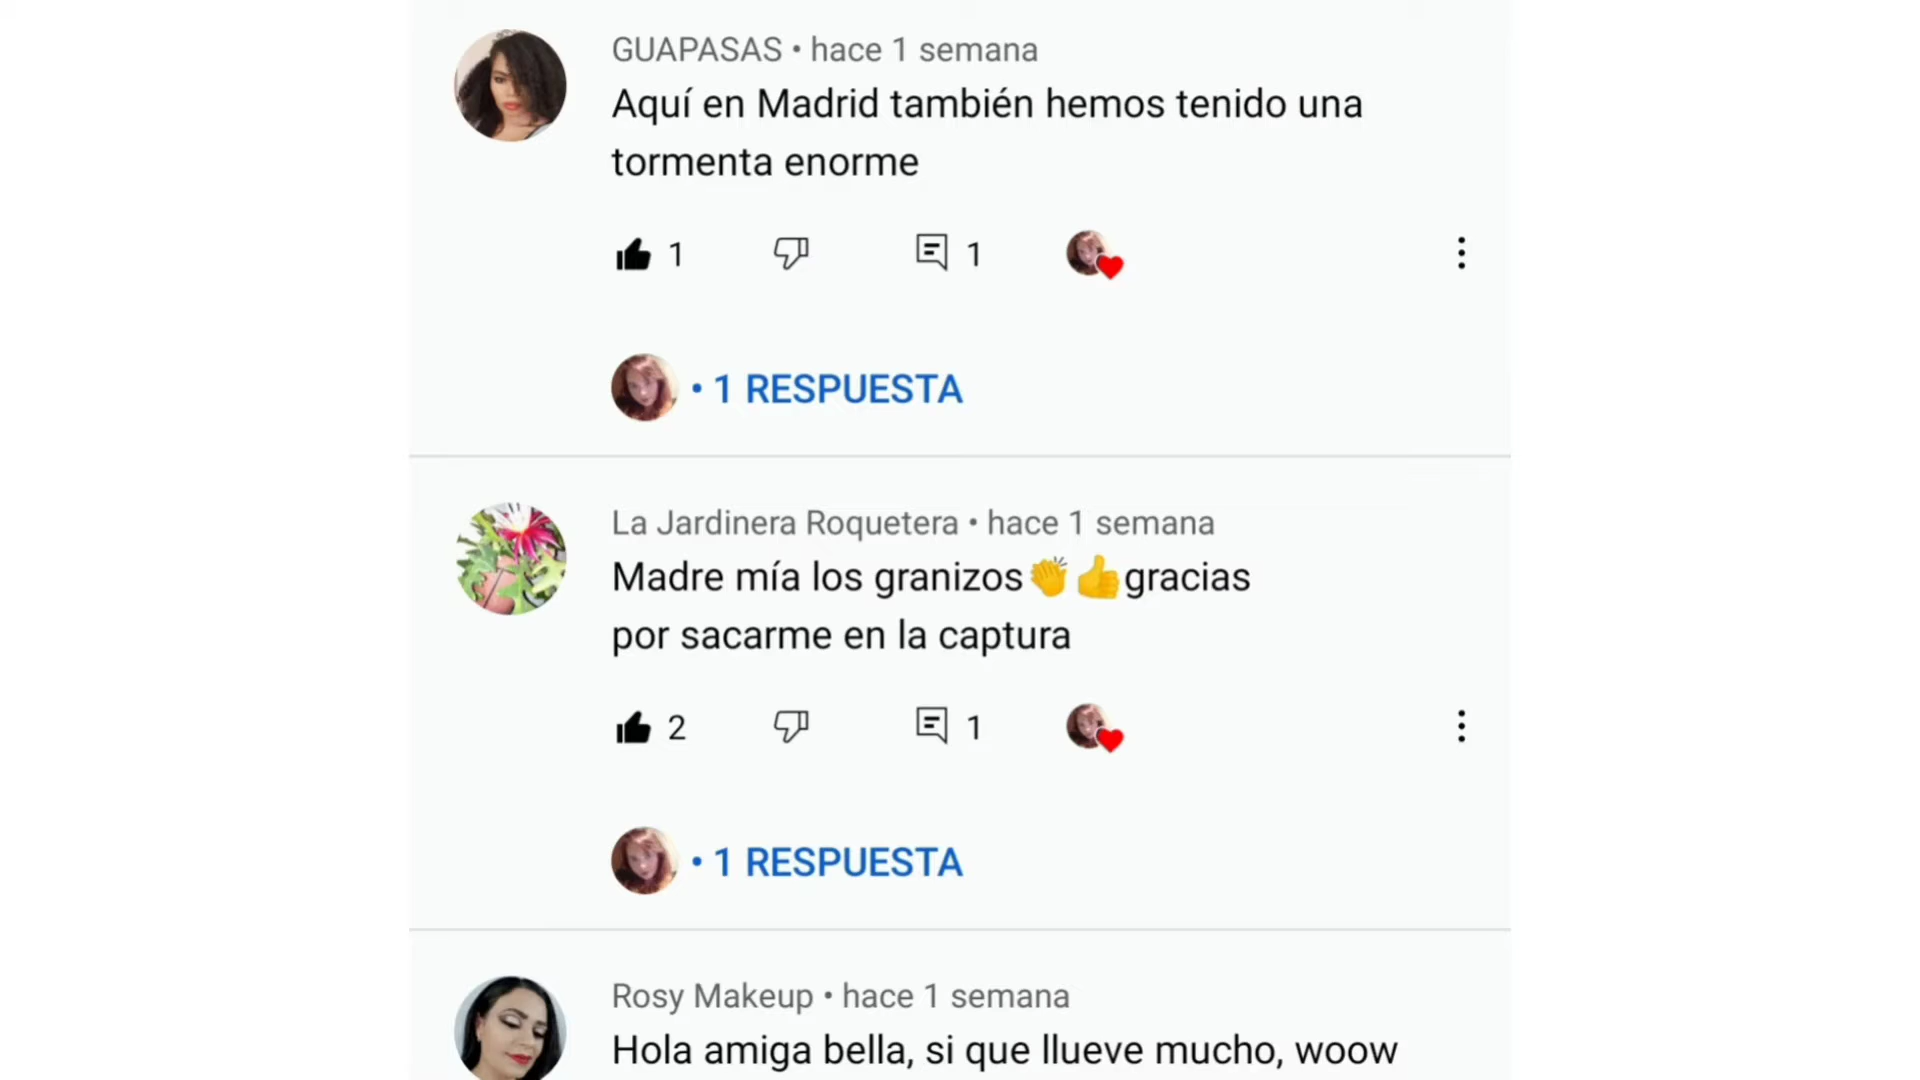 GUAPASAS • hace 1 semana
Aquí en Madrid también hemos tenido una
tormenta enorme
1 1
• 1 RESPUESTA
La Jardinera Roquetera • hace 1 semana
Madre mía los granizos👏👍gracias
por sacarme en la captura
2 1
• 1 RESPUESTA
Rosy Makeup • hace 1 semana
Hola amiga bella, si que llueve mucho, woow